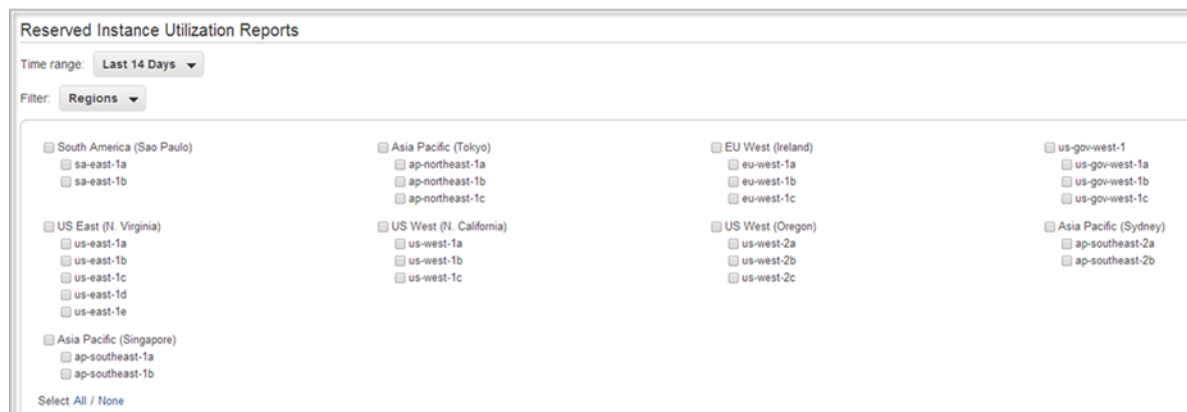 Reserved Instance Utilization Reports
Time range: Last 14 Days
Filter: Regions
South America (Sao Paulo)
sa-east-1a
sa-east-1b
Asia Pacific (Tokyo)
ap-northeast-1a
ap-northeast-1b
ap-northeast-1c
EU West (Ireland)
eu-west-1a
eu-west-1b
eu-west-1c
us-gov-west-1
us-gov-west-1a
us-gov-west-1b
us-gov-west-1c
US East (N. Virginia)
us-east-1a
us-east-1b
us-east-1c
us-east-1d
us-east-1e
US West (N. California)
us-west-1a
us-west-1b
us-west-1c
US West (Oregon)
us-west-2a
us-west-2b
us-west-2c
Asia Pacific (Sydney)
ap-southeast-2a
ap-southeast-2b
Asia Pacific (Singapore)
ap-southeast-1a
ap-southeast-1b
Select All / None